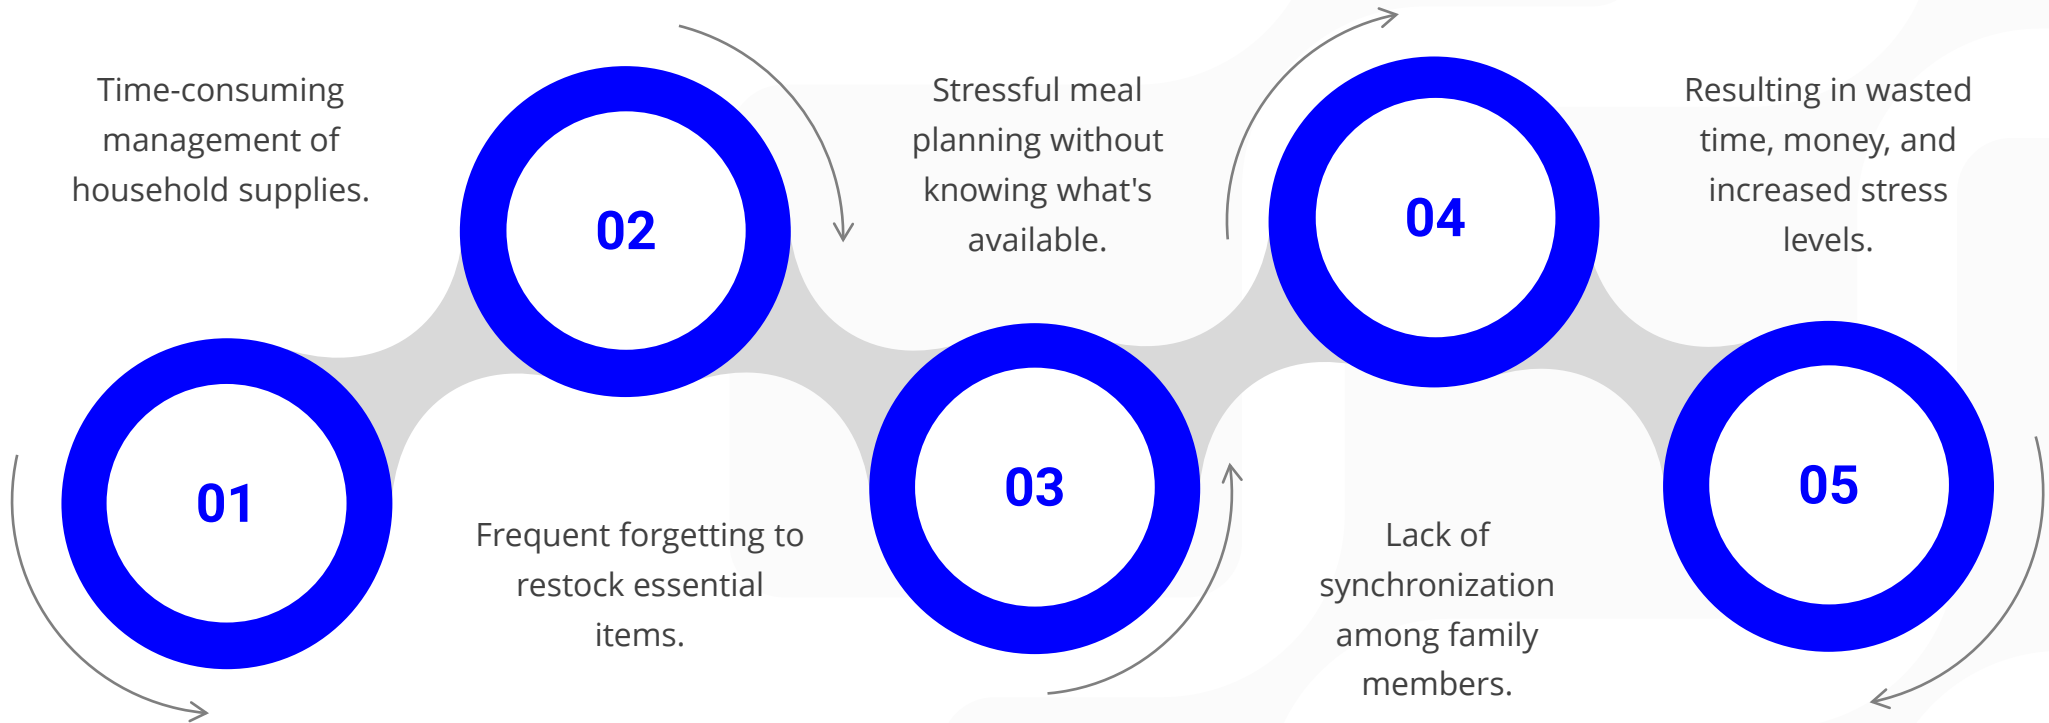 Time-consuming
management of
household supplies.
01
02
Frequent forgetting to
restock essential
items.
Stressful meal
planning without
knowing what's
available.
03
04
Lack of
synchronization
among family
members.
Resulting in wasted
time, money, and
increased stress
levels.
05